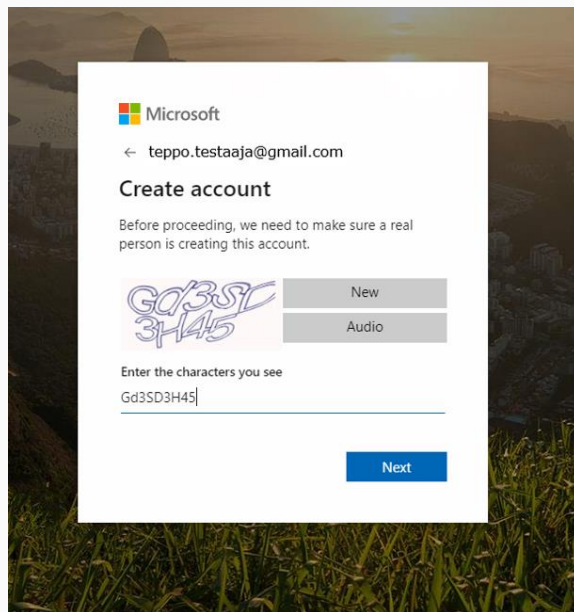 Microsoft
← teppo.testaaja@gmail.com
Create account
Before proceeding, we need to make sure a real
person is creating this account.
New
Audio
Enter the characters you see
Gd3SD3H45
Next